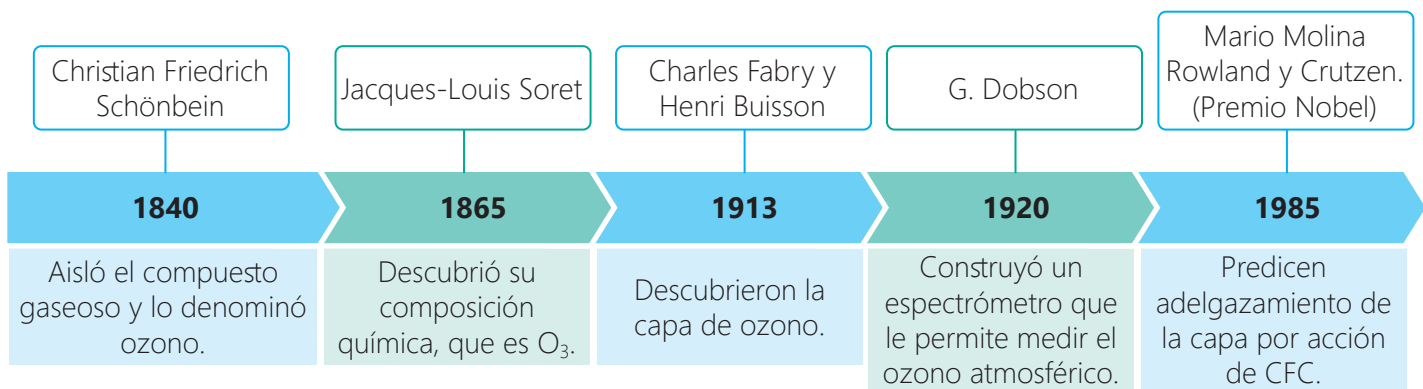 Christian Friedrich
Schönbein
1840
Aisló el compuesto
gaseoso y lo denominó
ozono.
Jacques-Louis Soret
1865
Descubrió su
composición
química, que es O₃.
Charles Fabry y
Henri Buisson
1913
Descubrieron la
capa de ozono.
G. Dobson
1920
Construyó un
espectrómetro que
le permite medir el
ozono atmosférico.
Mario Molina
Rowland y Crutzen.
(Premio Nobel)
1985
Predicen
adelgazamiento de
la capa por acción
de CFC.